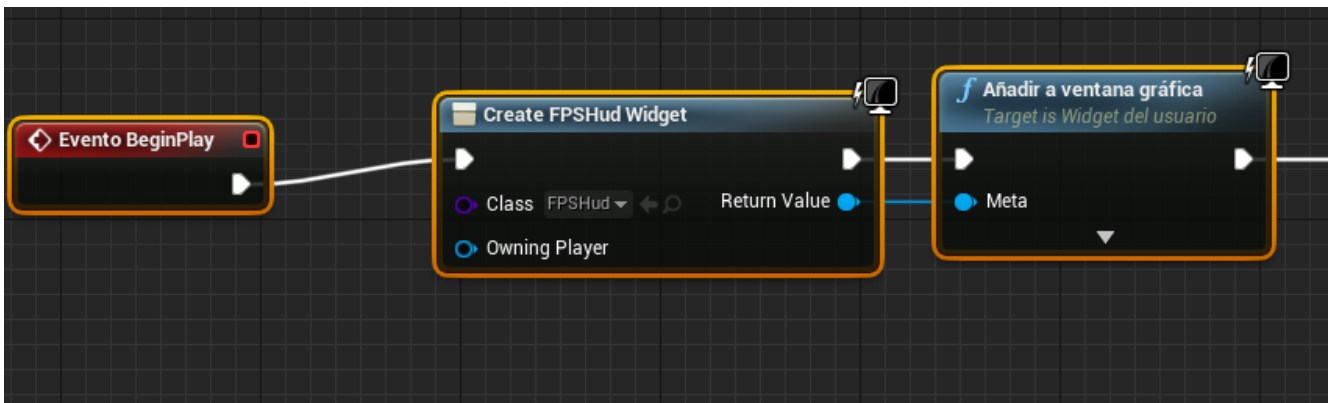 Evento BeginPlay
Create FPSHud Widget
Class FPSHud
Return Value
Owning Player
Añadir a ventana gráfica
Target is Widget del usuario
Meta